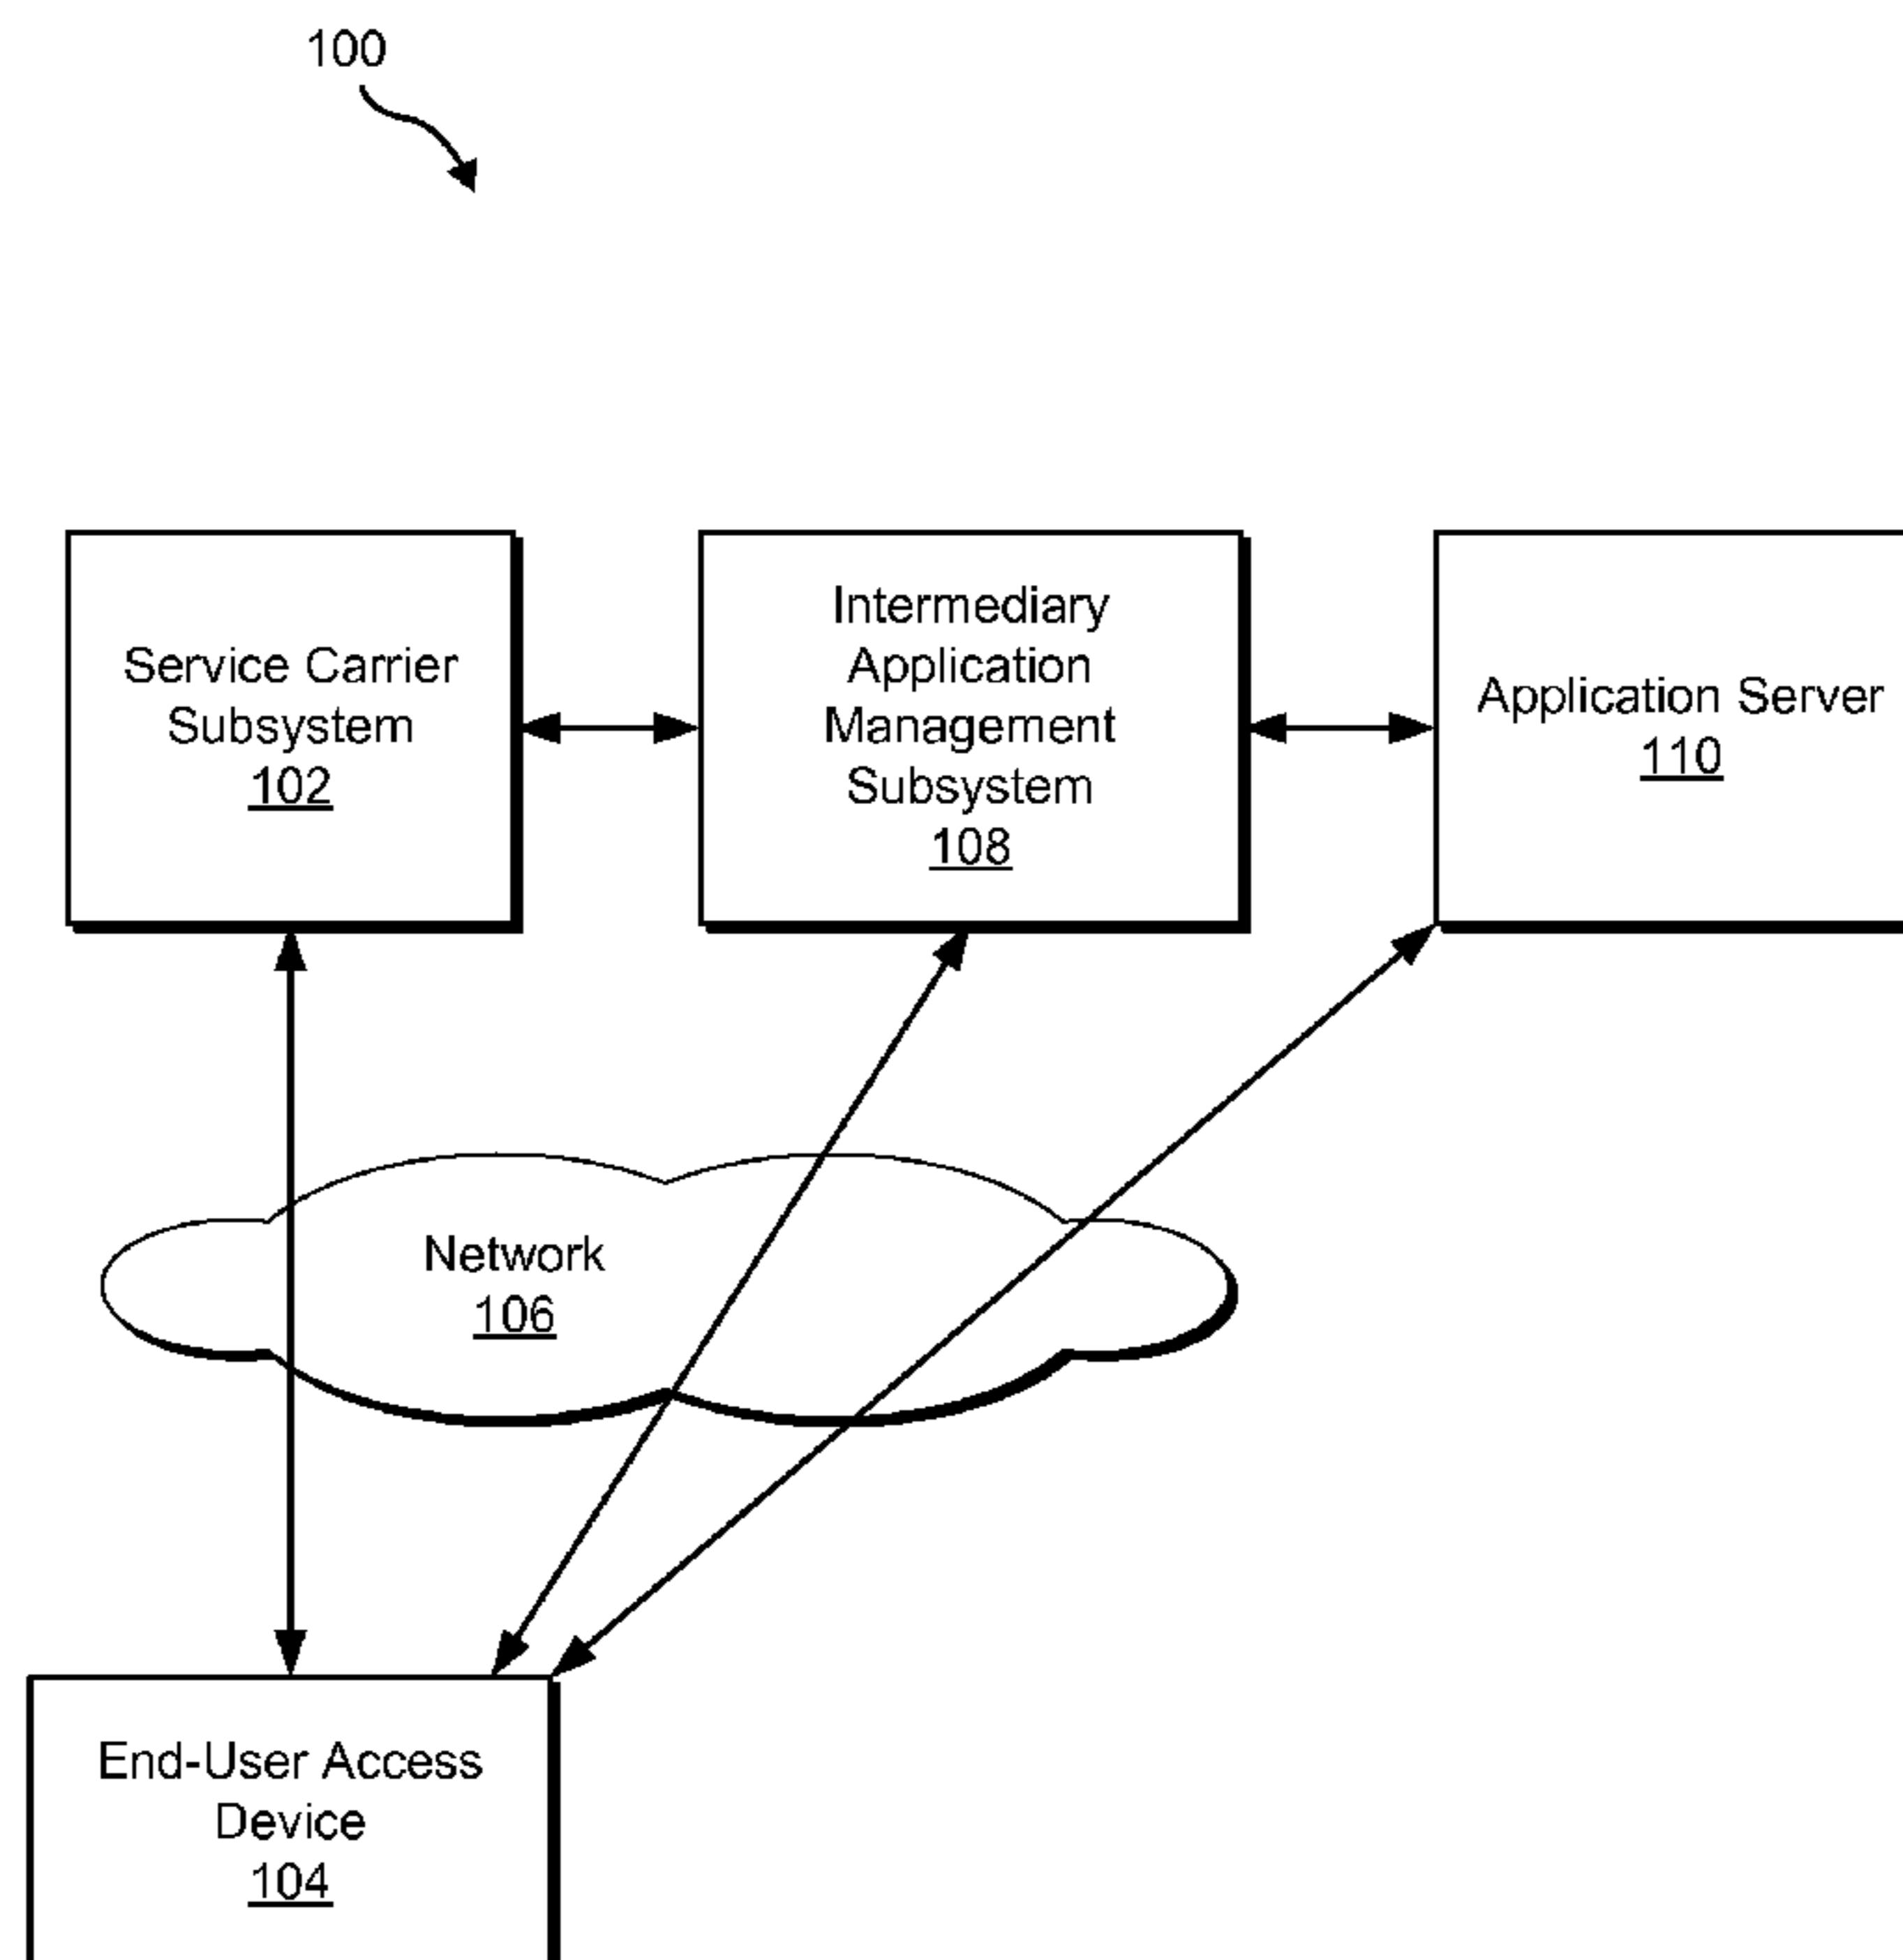 100
Service Carrier
Subsystem
102
Intermediary
Application
Management
Subsystem
108
Application Server
110
Network
106
End-User Access
Device
104